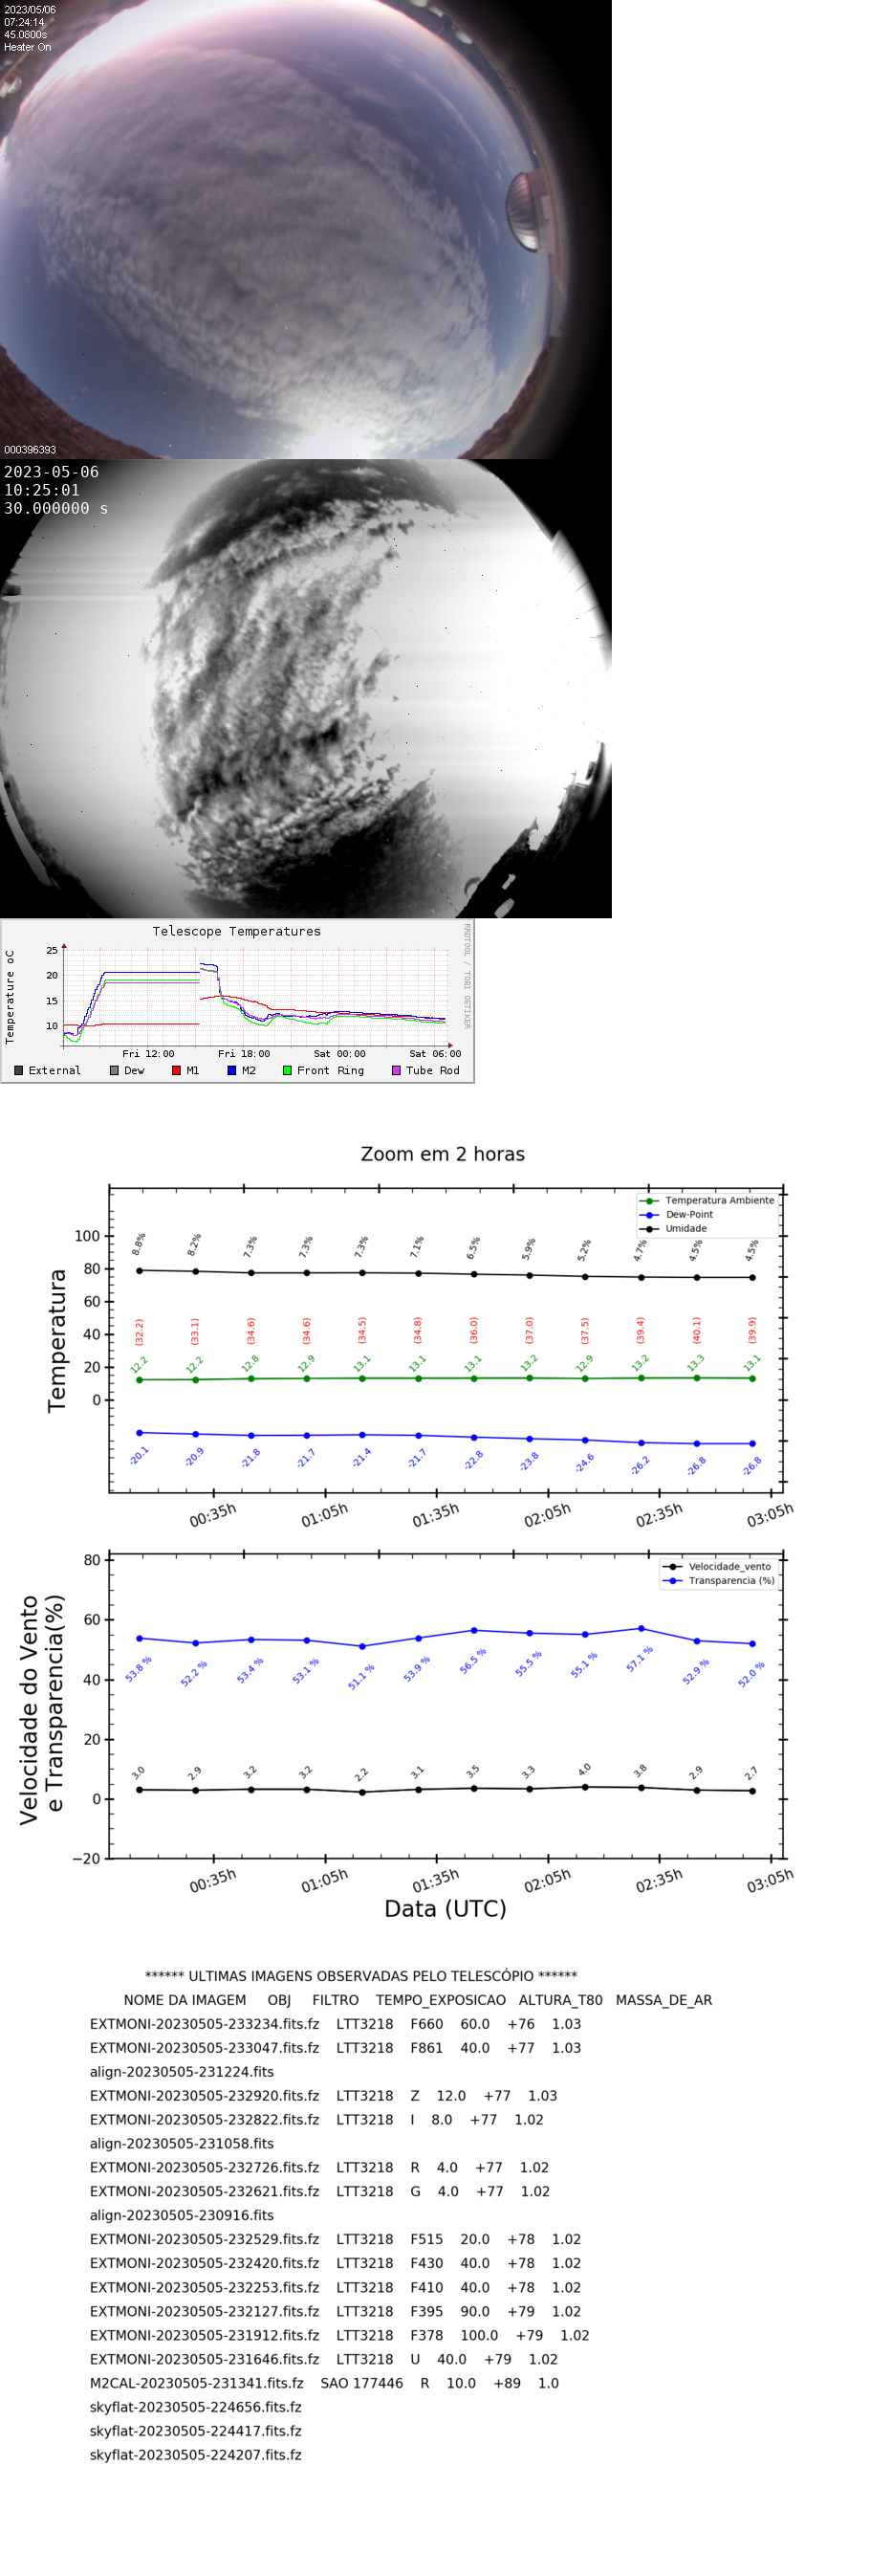 2023/05/06
07:24:14
45.0800s
Heater On
000396393
2023-05-06
10:25:01
30.000000 s
Telescope Temperatures
RRDTOOL / TOBI OETIKER
Temperature oC
25
20
15
10
Fri 12:00 Fri 18:00 Sat 00:00 Sat 06:00
External Dew M1 M2 Front Ring Tube Rod
Zoom em 2 horas
Temperatura Ambiente
Dew-Point
Umidade
Temperatura
100
80
60
40
20
0
8.8% 8.2% 7.3% 7.3% 7.3% 7.1% 6.5% 5.9% 5.2% 4.7% 4.5% 4.5%
(32.2) (33.1) (34.6) (34.6) (34.5) (34.8) (36.0) (37.0) (37.5) (39.4) (40.1) (39.9)
12.2 12.2 12.8 12.9 13.1 13.1 13.1 13.2 12.9 13.2 13.3 13.1
-20.1 -20.9 -21.8 -21.7 -21.4 -21.7 -22.8 -23.8 -24.6 -26.2 -26.8 -26.8
00:35h 01:05h 01:35h 02:05h 02:35h 03:05h
Velocidade_vento
Transparencia (%)
Velocidade do Vento
e Transparencia(%)
80
60
40
20
0
−20
53.8 % 52.2 % 53.4 % 53.1 % 51.1 % 53.9 % 56.5 % 55.5 % 55.1 % 57.1 % 52.9 % 52.0 %
3.0 2.9 3.2 3.2 2.2 3.1 3.5 3.3 4.0 3.8 2.9 2.7
00:35h 01:05h 01:35h 02:05h 02:35h 03:05h
Data (UTC)
****** ULTIMAS IMAGENS OBSERVADAS PELO TELESCÓPIO ******
NOME DA IMAGEM OBJ FILTRO TEMPO_EXPOSICAO ALTURA_T80 MASSA_DE_AR
EXTMONI-20230505-233234.fits.fz LTT3218 F660 60.0 +76 1.03
EXTMONI-20230505-233047.fits.fz LTT3218 F861 40.0 +77 1.03
align-20230505-231224.fits
EXTMONI-20230505-232920.fits.fz LTT3218 Z 12.0 +77 1.03
EXTMONI-20230505-232822.fits.fz LTT3218 I 8.0 +77 1.02
align-20230505-231058.fits
EXTMONI-20230505-232726.fits.fz LTT3218 R 4.0 +77 1.02
EXTMONI-20230505-232621.fits.fz LTT3218 G 4.0 +77 1.02
align-20230505-230916.fits
EXTMONI-20230505-232529.fits.fz LTT3218 F515 20.0 +78 1.02
EXTMONI-20230505-232420.fits.fz LTT3218 F430 40.0 +78 1.02
EXTMONI-20230505-232253.fits.fz LTT3218 F410 40.0 +78 1.02
EXTMONI-20230505-232127.fits.fz LTT3218 F395 90.0 +79 1.02
EXTMONI-20230505-231912.fits.fz LTT3218 F378 100.0 +79 1.02
EXTMONI-20230505-231646.fits.fz LTT3218 U 40.0 +79 1.02
M2CAL-20230505-231341.fits.fz SAO 177446 R 10.0 +89 1.0
skyflat-20230505-224656.fits.fz
skyflat-20230505-224417.fits.fz
skyflat-20230505-224207.fits.fz